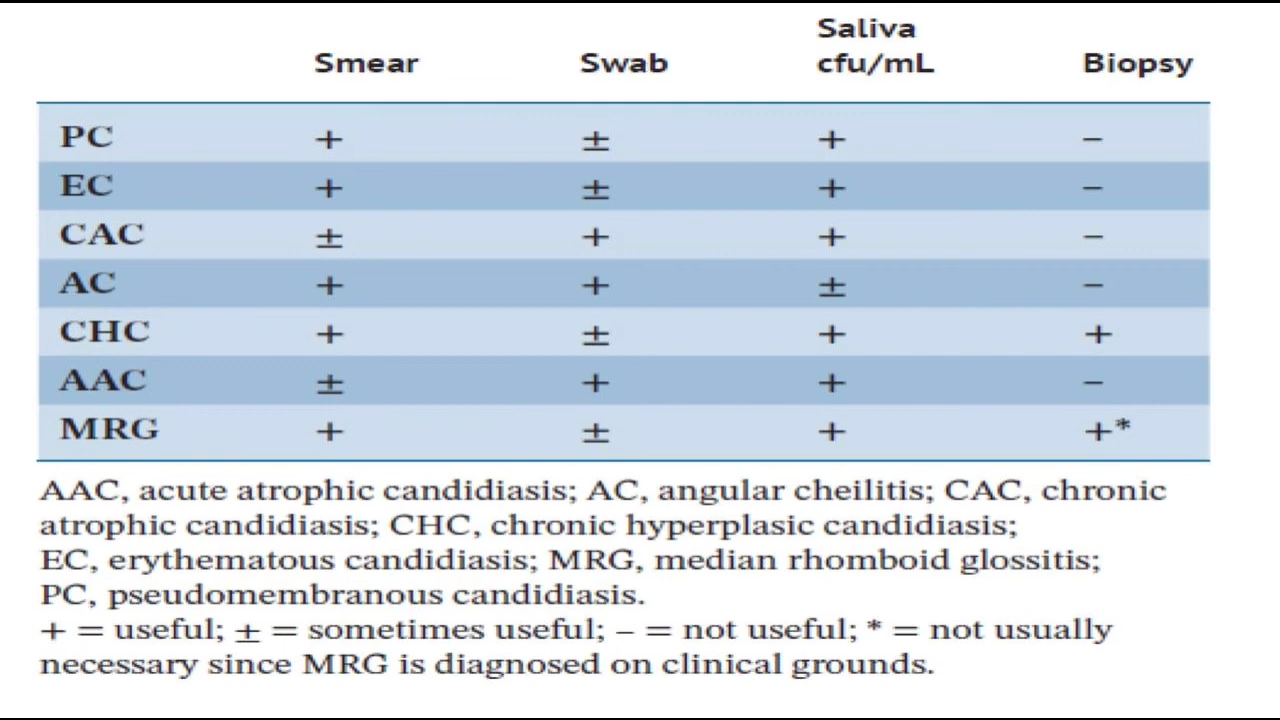 Smear Swab Saliva cfu/mL Biopsy
PC + ± + –
EC + ± + –
CAC ± + + –
AC + + ± –
CHC + ± + +
AAC ± + + –
MRG + ± + +*
AAC, acute atrophic candidiasis; AC, angular cheilitis; CAC, chronic
atrophic candidiasis; CHC, chronic hyperplasic candidiasis;
EC, erythematous candidiasis; MRG, median rhomboid glossitis;
PC, pseudomembranous candidiasis.
+ = useful; ± = sometimes useful; – = not useful; * = not usually
necessary since MRG is diagnosed on clinical grounds.